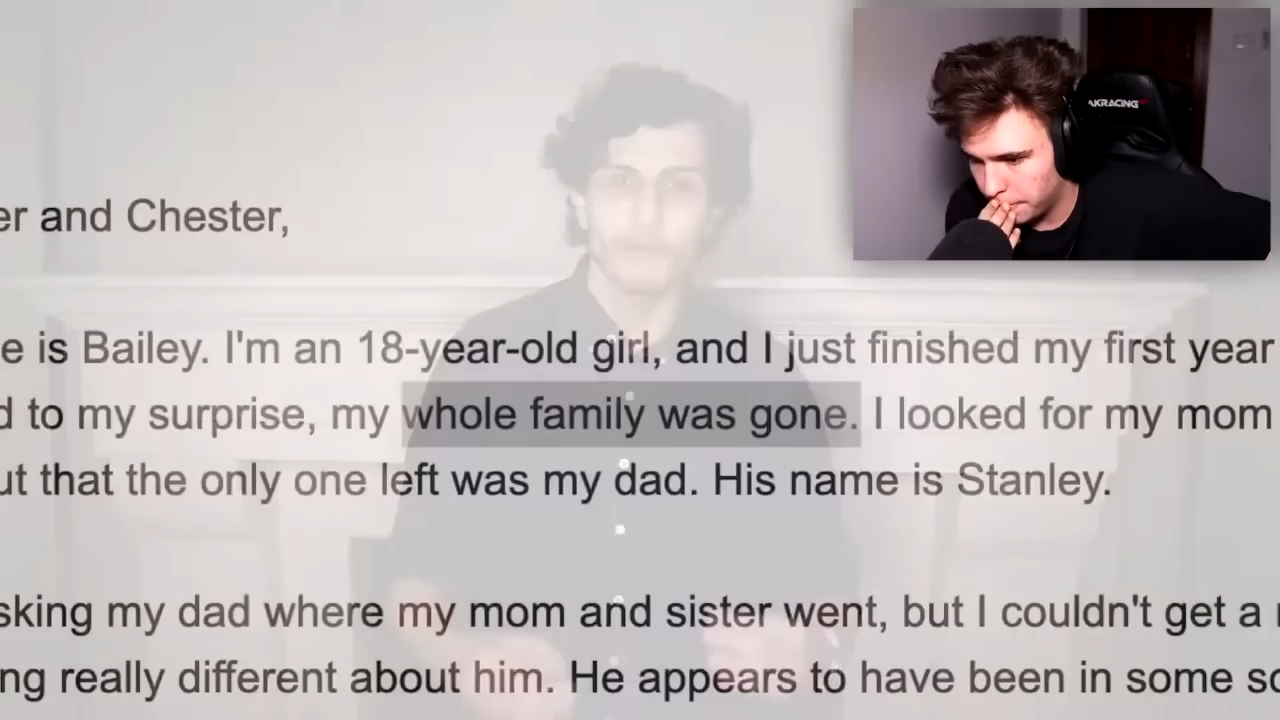 er and Chester,
AKRACING
e is Bailey. I'm an 18-year-old girl, and I just finished my first year
d to my surprise, my whole family was gone. I looked for my mom
ut that the only one left was my dad. His name is Stanley.
sking my dad where my mom and sister went, but I couldn't get a
ng really different about him. He appears to have been in some so